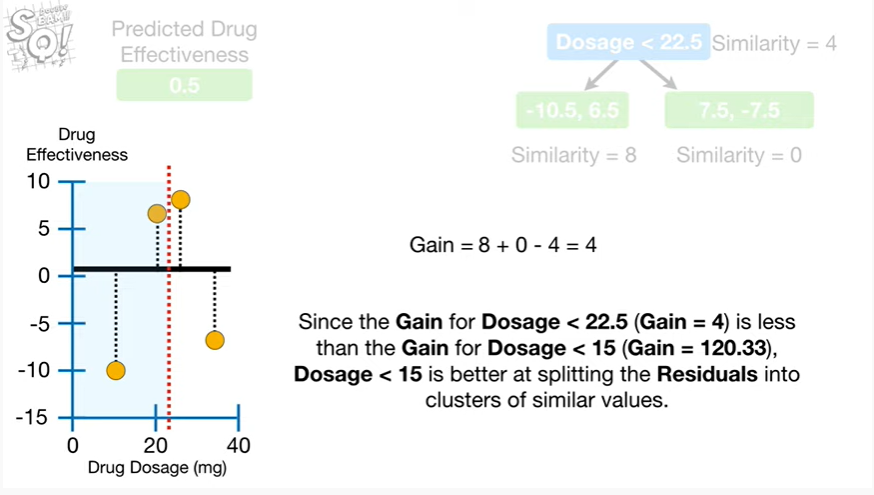 Predicted Drug
Effectiveness
0.5
Dosage < 22.5 Similarity = 4
-10.5, 6.5
7.5, -7.5
Similarity = 8
Similarity = 0
Drug
Effectiveness
10
5
0
-5
-10
-15
0
20
40
Drug Dosage (mg)
Gain = 8 + 0 - 4 = 4
Since the Gain for Dosage < 22.5 (Gain = 4) is less
than the Gain for Dosage < 15 (Gain = 120.33),
Dosage < 15 is better at splitting the Residuals into
clusters of similar values.